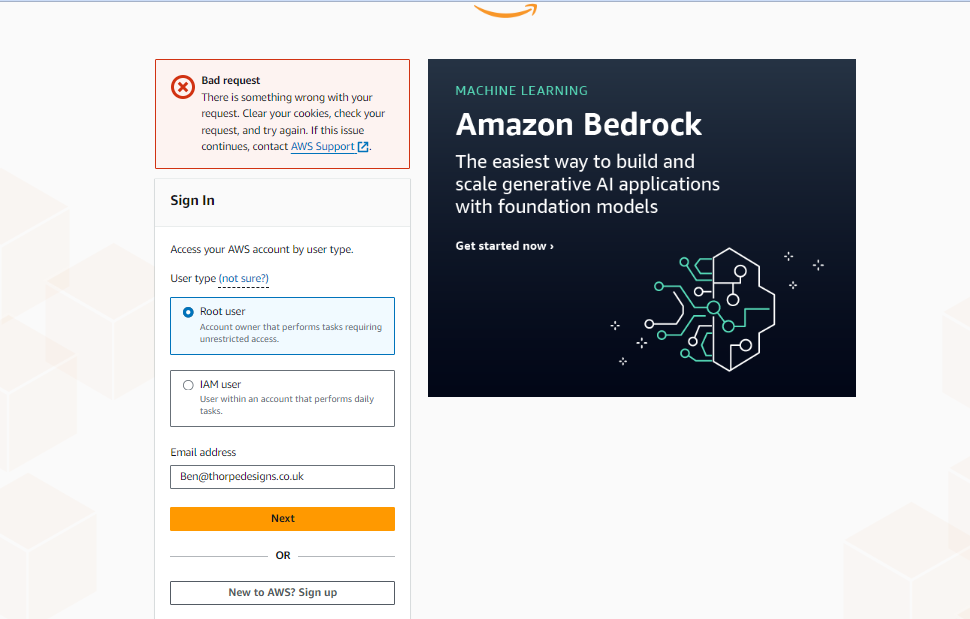 Bad request
There is something wrong with your
request. Clear your cookies, check your
request, and try again. If this issue
continues, contact AWS Support.
Sign In
Access your AWS account by user type.
User type (not sure?)
Root user
Account owner that performs tasks requiring
unrestricted access.
IAM user
User within an account that performs daily
tasks.
Email address
Ben@thorpedesigns.co.uk
Next
OR
New to AWS? Sign up
MACHINE LEARNING
Amazon Bedrock
The easiest way to build and
scale generative AI applications
with foundation models
Get started now ›